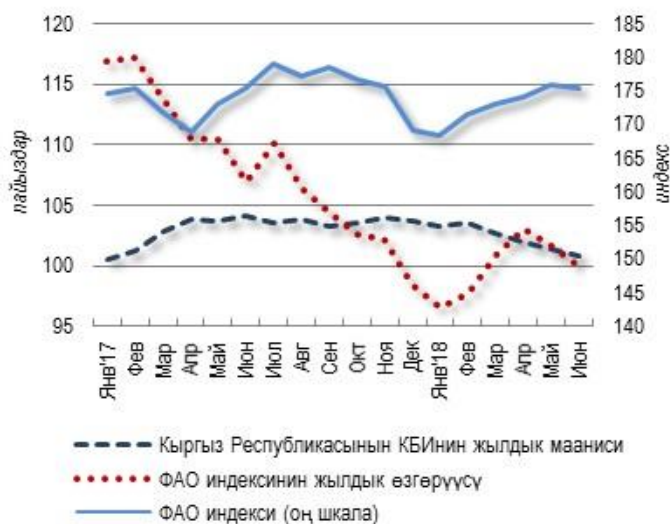 120
115
110
105
100
95
пайыздар
185
180
175
170
165
160
155
150
145
140
индекс
Янв'17
Фев
Мар
Апр
Май
Июн
Июл
Авг
Сен
Окт
Ноя
Дек
Янв'18
Фев
Мар
Апр
Май
Июн
Кыргыз Республикасынын КБИнин жылдык мааниси
ФАО индексинин жылдык өзгөрүүсү
ФАО индекси (оң шкала)